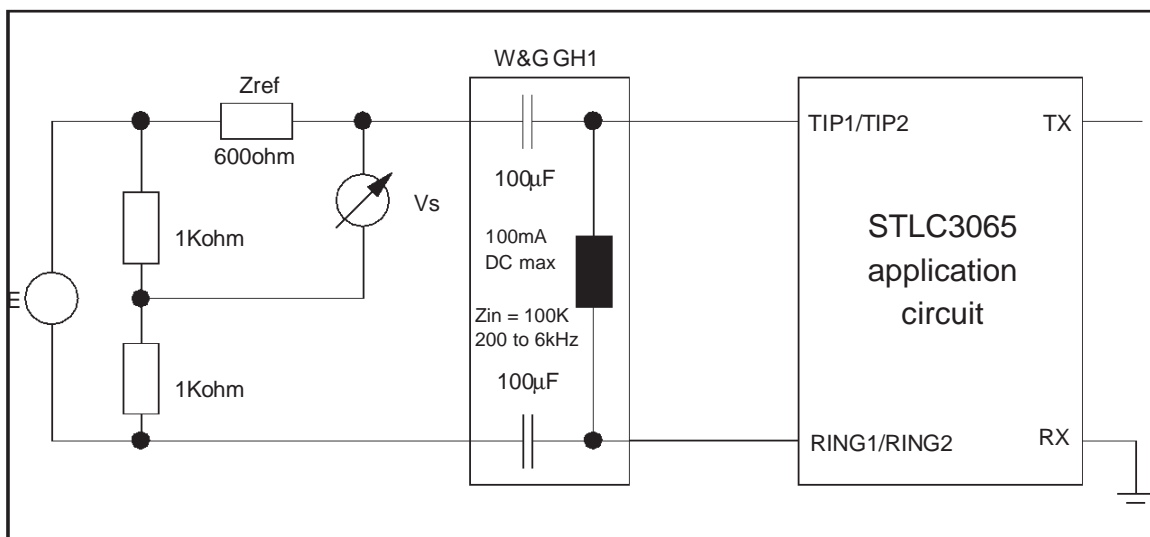 W&G GH1
Zref
600ohm
TIP1/TIP2
TX
100µF
Vs
1Kohm
100mA
DC max
STLC3065
application
circuit
E
Zin = 100K
200 to 6kHz
100µF
1Kohm
RING1/RING2
RX